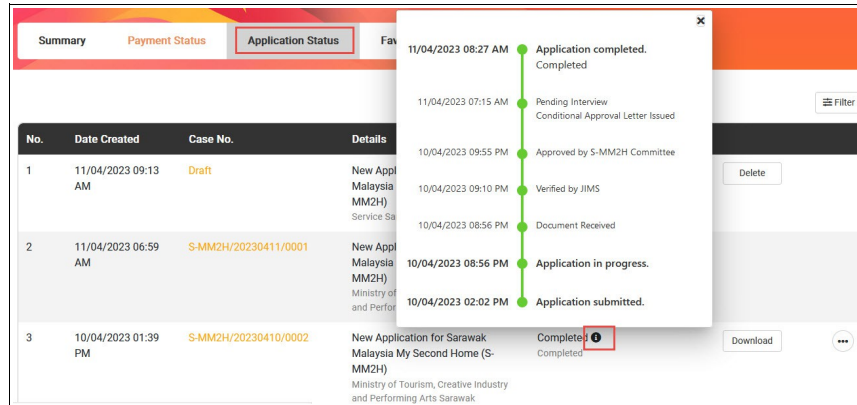 Summary
Payment Status
Application Status
Fav
Filter
11/04/2023 08:27 AM Application completed.
Completed
11/04/2023 07:15 AM Pending Interview
Conditional Approval Letter Issued
10/04/2023 09:55 PM Approved by S-MM2H Committee
10/04/2023 09:10 PM Verified by JIMS
10/04/2023 08:56 PM Document Received
10/04/2023 08:56 PM Application in progress.
10/04/2023 02:02 PM Application submitted.
No. Date Created Case No. Details
1 11/04/2023 09:13 Draft New Appl Delete
AM Malaysia
MM2H)
Service Sa
2 11/04/2023 06:59 S-MM2H/20230411/0001 New Appl
AM Malaysia
MM2H)
Ministry of
and Perfor
3 10/04/2023 01:39 S-MM2H/20230410/0002 New Application for Sarawak Completed Download
PM Malaysia My Second Home (S- Completed
MM2H)
Ministry of Tourism, Creative Industry
and Performing Arts Sarawak